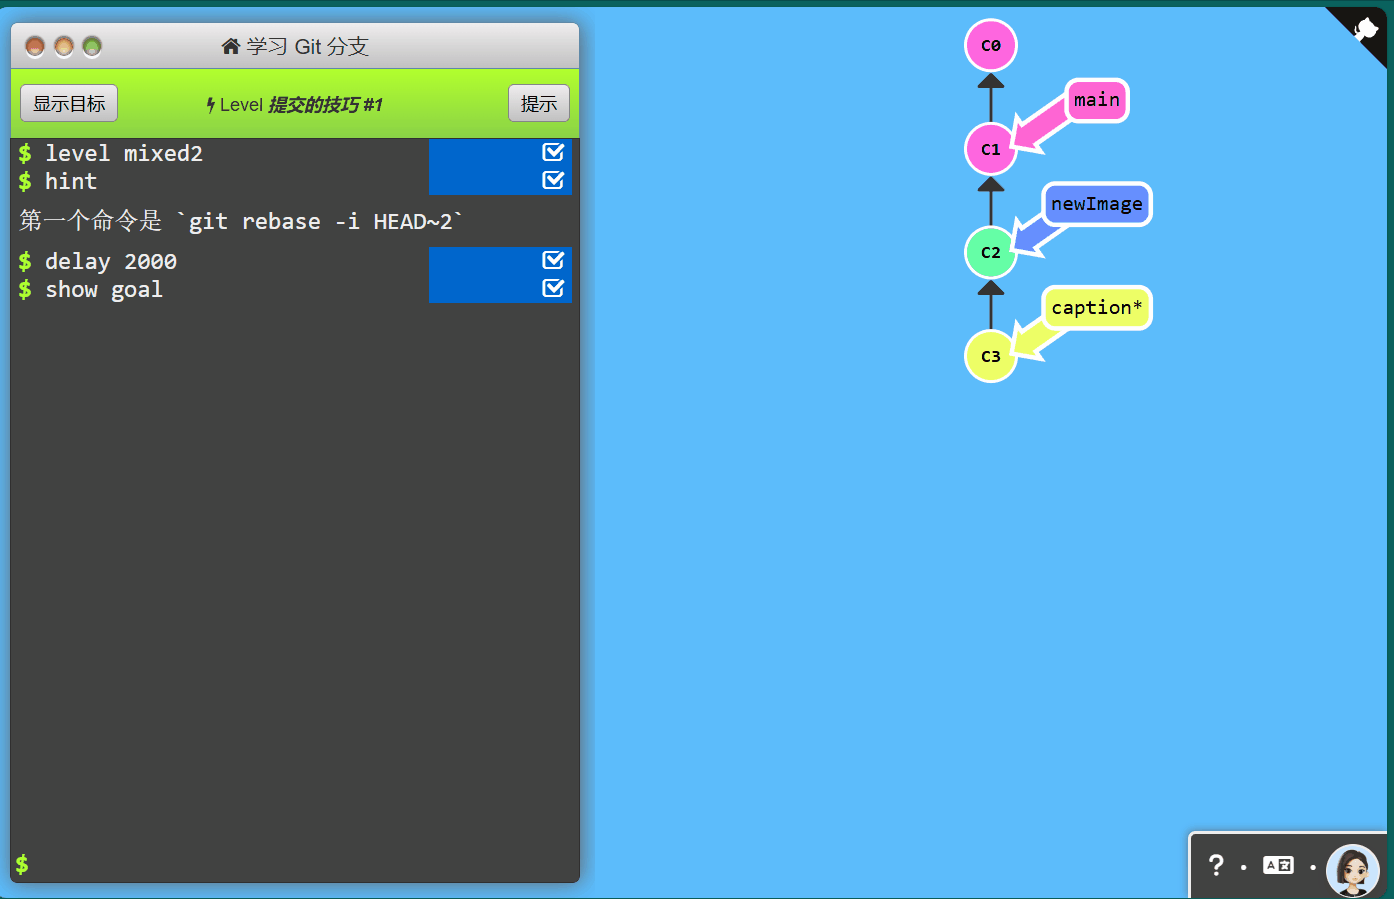 学习 Git 分支
显示目标
Level 提交的技巧 #1
提示
$ level mixed2
$ hint
第一个命令是 `git rebase -i HEAD~2`
$ delay 2000
$ show goal
$
C0
main
C1
newImage
C2
caption*
C3
? · A文 ·